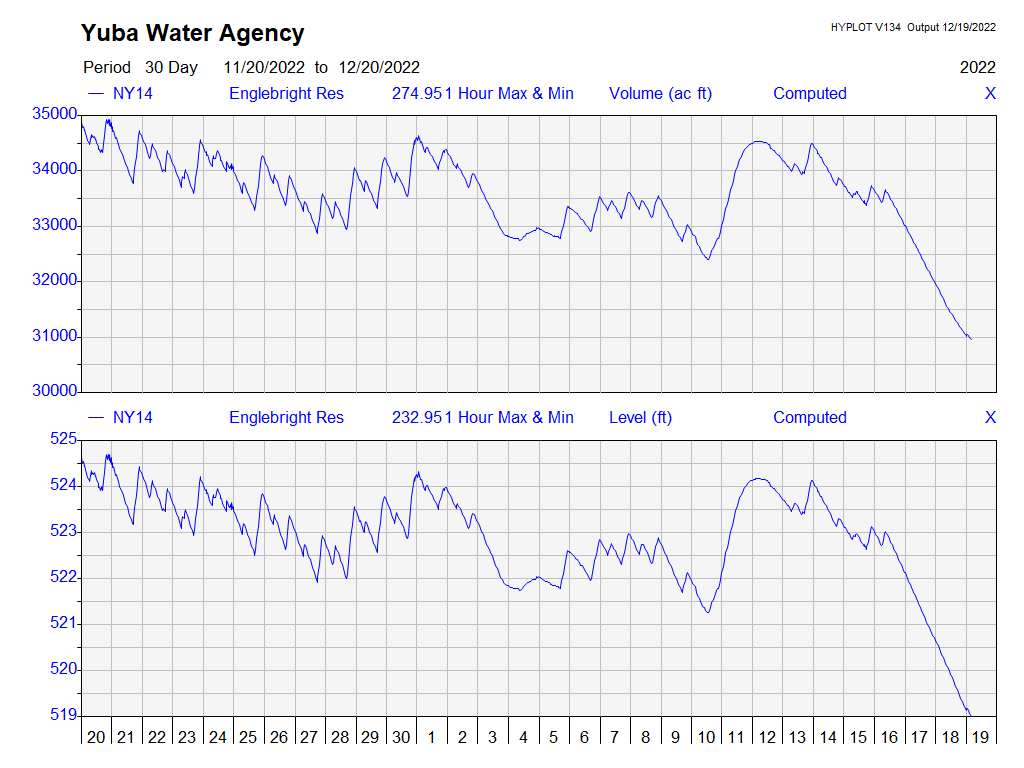 Yuba Water Agency
HYPLOT V134 Output 12/19/2022
Period 30 Day 11/20/2022 to 12/20/2022 2022
NY14 Englebright Res 274.951 Hour Max & Min Volume (ac ft) Computed X
35000
34000
33000
32000
31000
30000
NY14 Englebright Res 232.951 Hour Max & Min Level (ft) Computed X
525
524
523
522
521
520
519
20 21 22 23 24 25 26 27 28 29 30 1 2 3 4 5 6 7 8 9 10 11 12 13 14 15 16 17 18 19